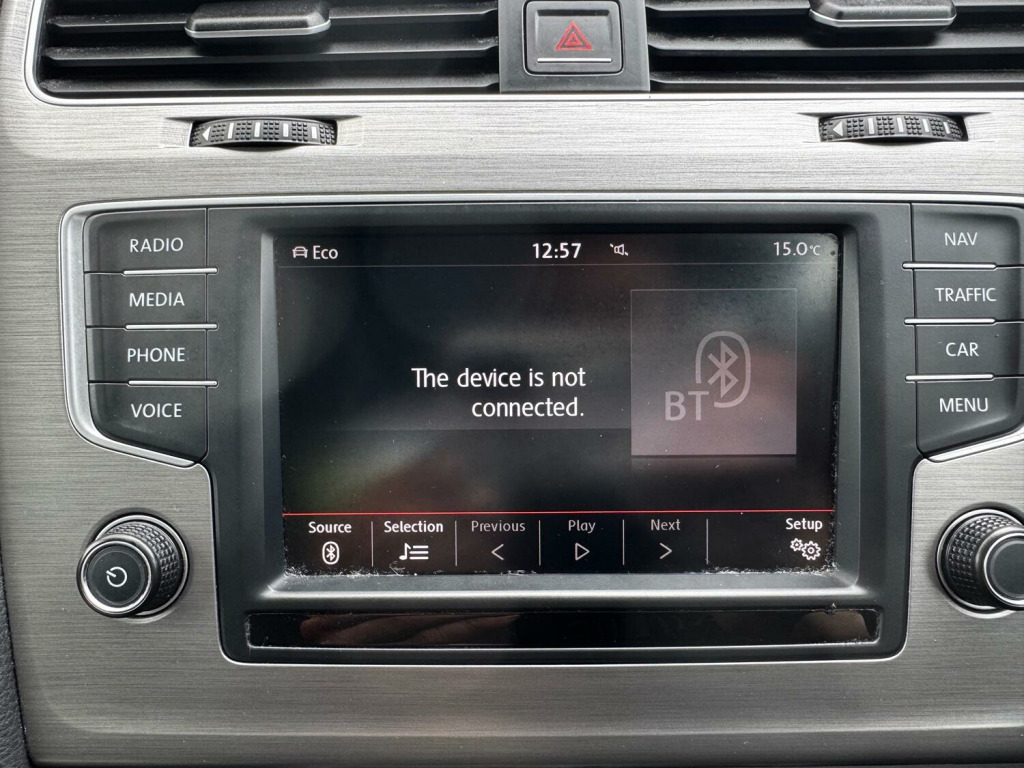 RADIO
MEDIA
PHONE
VOICE
Eco
12:57
15.0°C
The device is not
connected.
BT
Source
Selection
Previous
Play
Next
Setup
NAV
TRAFFIC
CAR
MENU